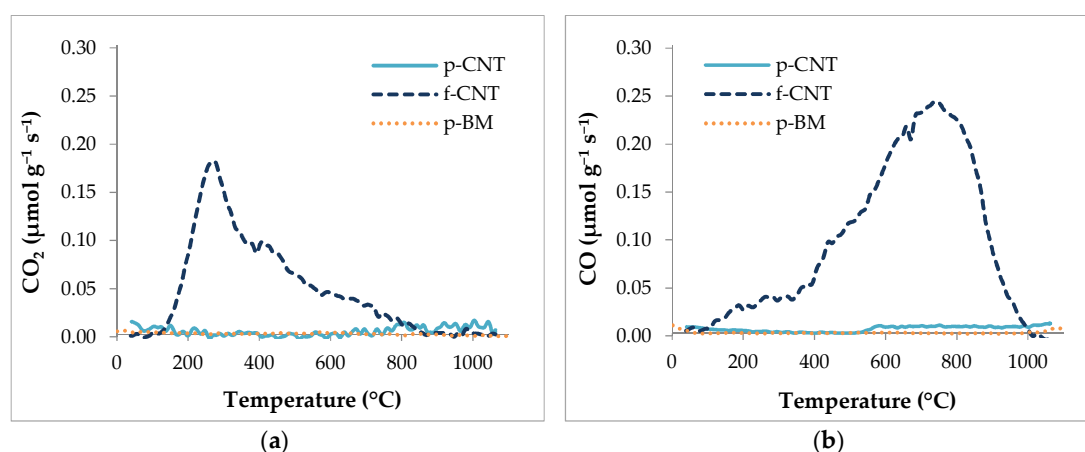 0.30
0.25
0.20
0.15
0.10
0.05
0.00
CO₂ (µmol g⁻¹ s⁻¹)
p-CNT
f-CNT
p-BM
0 200 400 600 800 1000
Temperature (°C)
(a)
0.30
0.25
0.20
0.15
0.10
0.05
0.00
CO (µmol g⁻¹ s⁻¹)
p-CNT
f-CNT
p-BM
0 200 400 600 800 1000
Temperature (°C)
(b)